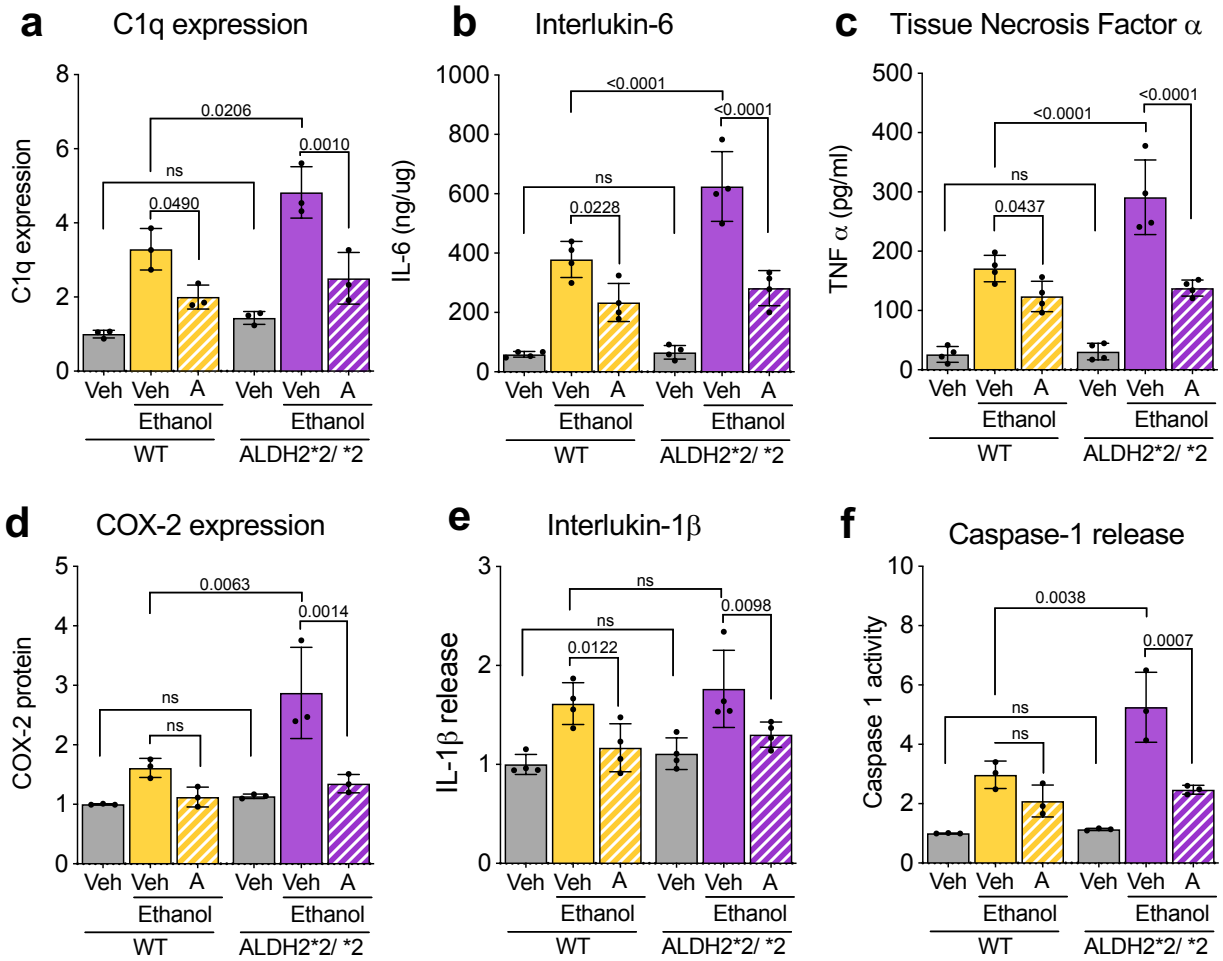 a C1q expression
C1q expression
8
6
4
2
0
0.0206
ns
0.0490
0.0010
Veh Veh A Veh Veh A
Ethanol Ethanol
WT ALDH2*2/ *2
b Interlukin-6
IL-6 (ng/ug)
1000
800
600
400
200
0
<0.0001
<0.0001
ns
0.0228
Veh Veh A Veh Veh A
Ethanol Ethanol
WT ALDH2*2/ *2
c Tissue Necrosis Factor α
TNF α (pg/ml)
500
400
300
200
100
0
<0.0001
<0.0001
ns
0.0437
Veh Veh A Veh Veh A
Ethanol Ethanol
WT ALDH2*2/ *2
d COX-2 expression
COX-2 protein
5
4
3
2
1
0
0.0063
0.0014
ns
ns
Veh Veh A Veh Veh A
Ethanol Ethanol
WT ALDH2*2/ *2
e Interlukin-1β
IL-1β release
3
2
1
0
ns
0.0098
ns
0.0122
Veh Veh A Veh Veh A
Ethanol Ethanol
WT ALDH2*2/ *2
f Caspase-1 release
Caspase 1 activity
10
8
6
4
2
0
0.0038
0.0007
ns
ns
Veh Veh A Veh Veh A
Ethanol Ethanol
WT ALDH2*2/ *2